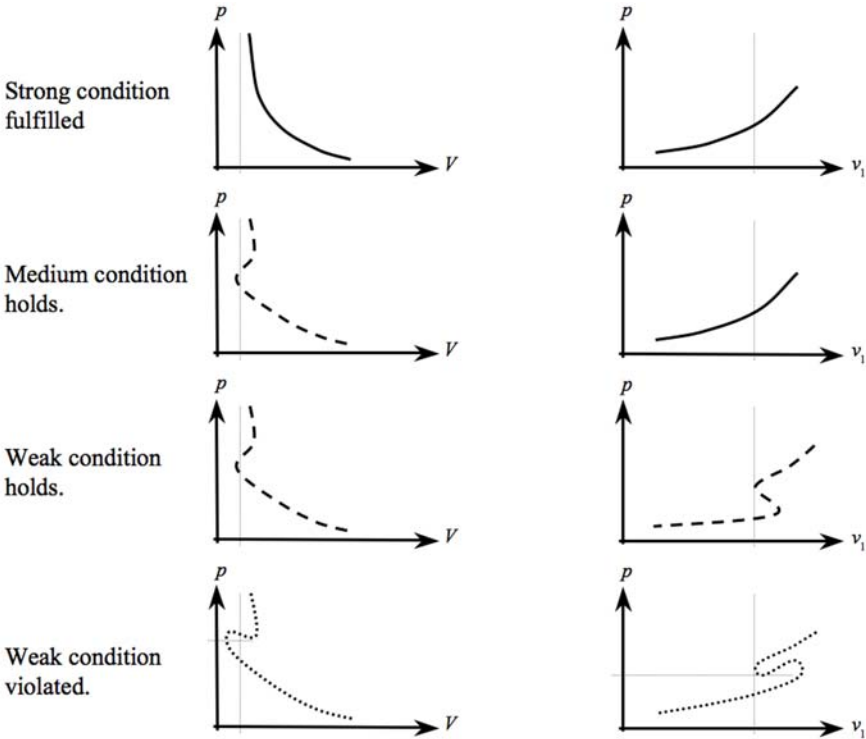 p
p
Strong condition
fulfilled
V
v₁
p
p
Medium condition
holds.
V
v₁
p
p
Weak condition
holds.
V
v₁
p
p
Weak condition
violated.
V
v₁